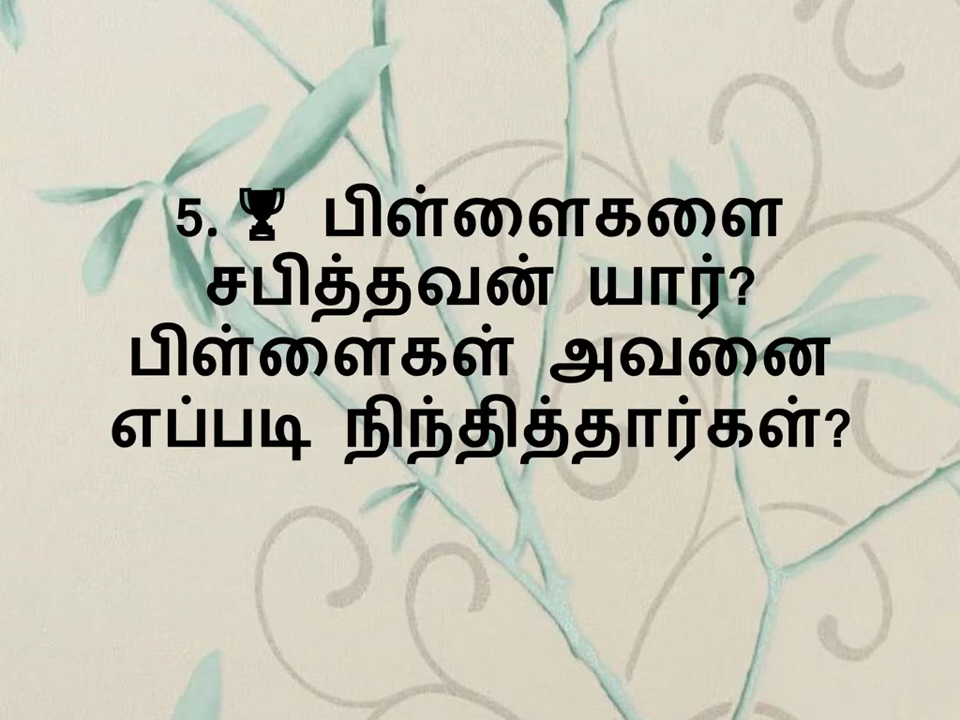 5. 🏆 பிள்ளைகளை
சபித்தவன் யார்?
பிள்ளைகள் அவனை
எப்படி நிந்தித்தார்கள்?